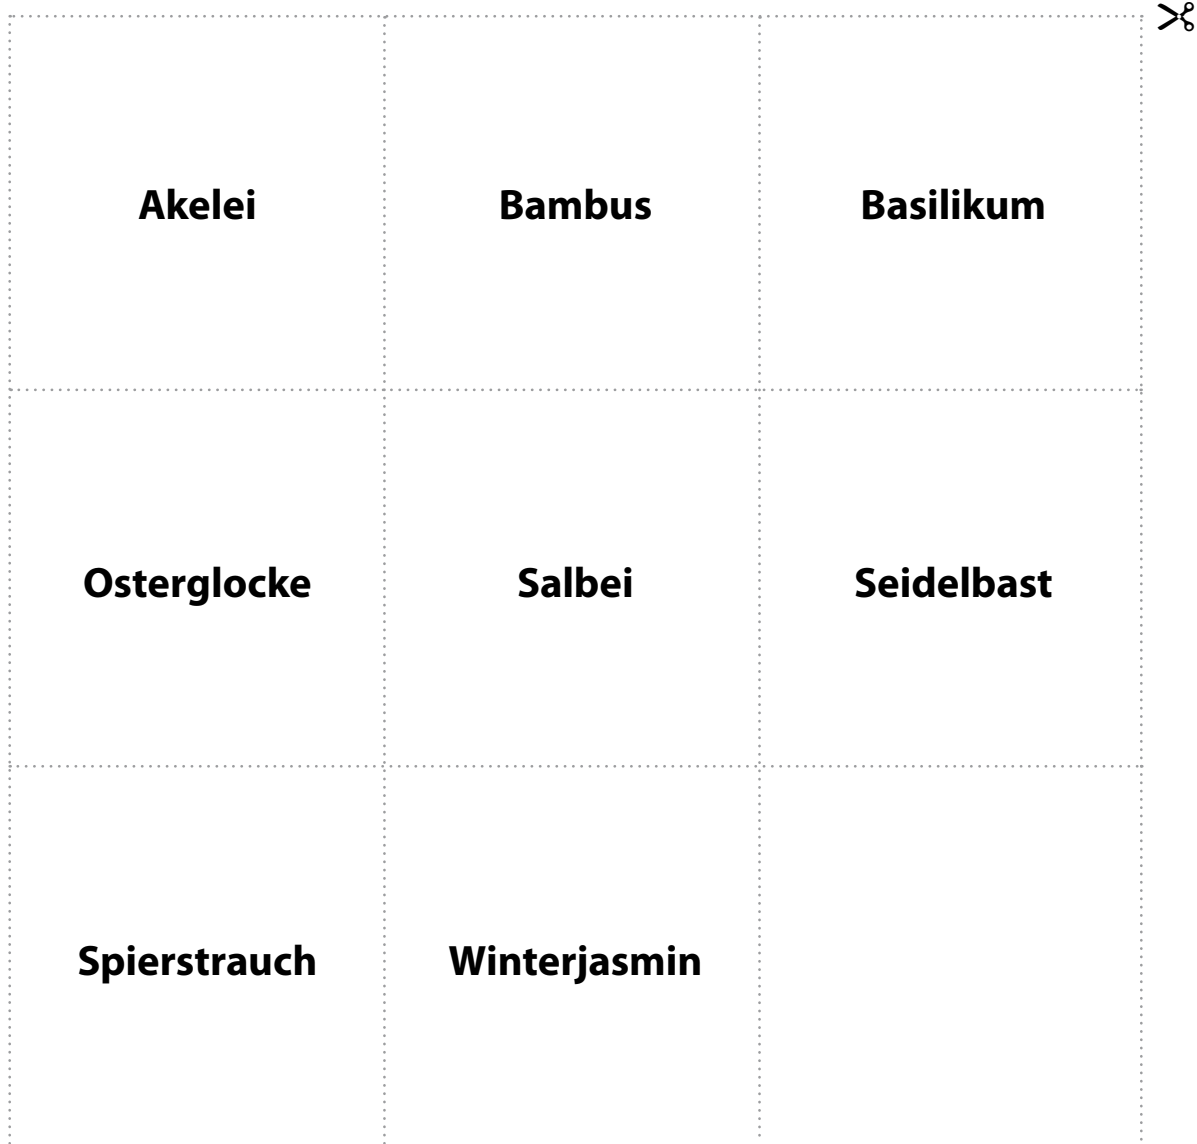 Akelei
Bambus
Basilikum
Osterglocke
Salbei
Seidelbast
Spierstrauch
Winterjasmin